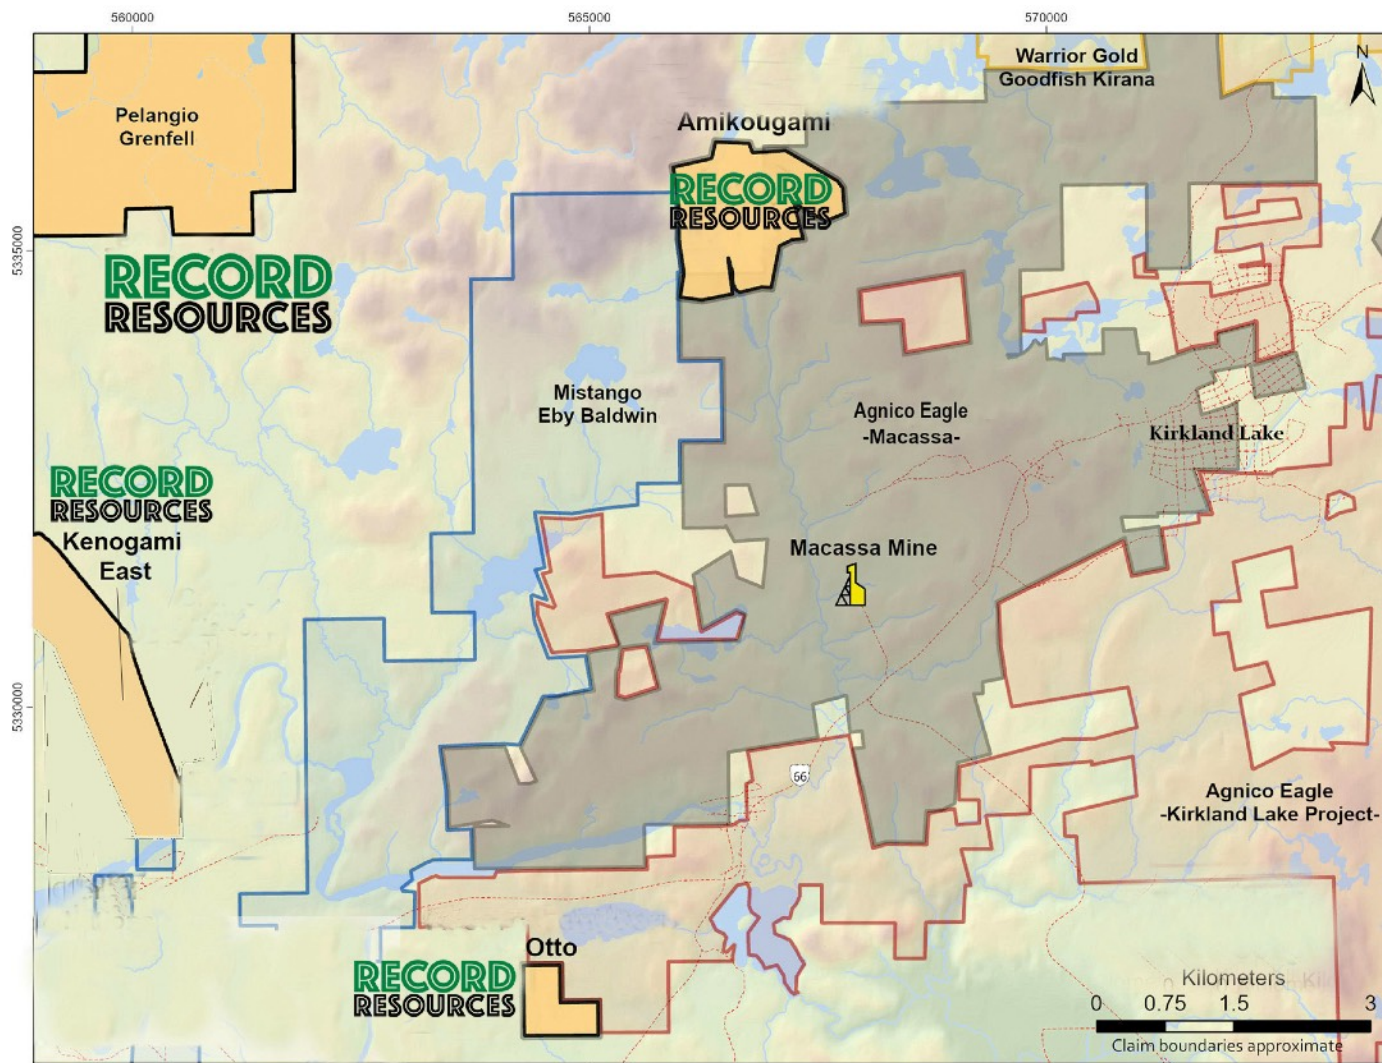 560000
565000
570000
Warrior Gold
Goodfish Kirana
N
Pelangio
Grenfell
Amikougami
RECORD
RESOURCES
5335000
RECORD
RESOURCES
Mistango
Eby Baldwin
Agnico Eagle
-Macassa-
Kirkland Lake
RECORD
RESOURCES
Kenogami
East
Macassa Mine
5330000
66
Agnico Eagle
-Kirkland Lake Project-
Otto
RECORD
RESOURCES
Kilometers
0 0.75 1.5 3
Claim boundaries approximate